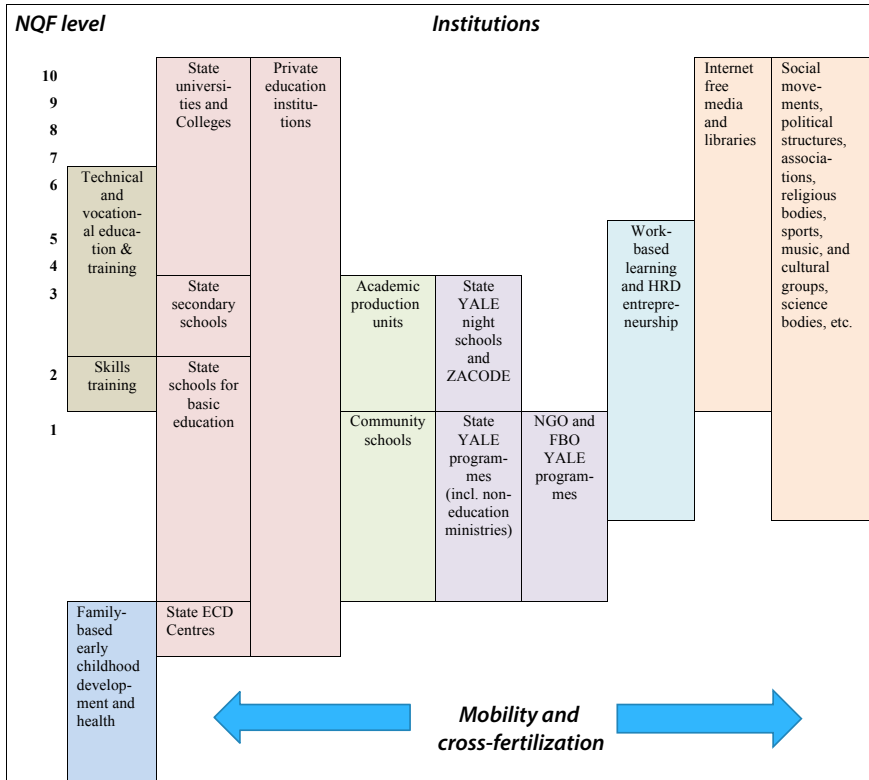 NQF level
Institutions
10
9
8
7
6
5
4
3
2
1
Technical
and
vocation-
al educa-
tion &
training
Skills
training
Family-
based
early
childhood
develop-
ment and
health
State
universi-
ties and
Colleges
State
secondary
schools
State
schools for
basic
education
State ECD
Centres
Private
education
institu-
tions
Academic
production
units
Community
schools
State
YALE
night
schools
and
ZACODE
State
YALE
program-
mes
(incl. non-
education
ministries)
NGO and
FBO
YALE
program-
mes
Work-
based
learning
and HRD
entrepre-
neurship
Internet
free
media
and
libraries
Social
move-
ments,
political
structures,
associa-
tions,
religious
bodies,
sports,
music, and
cultural
groups,
science
bodies, etc.
Mobility and
cross-fertilization